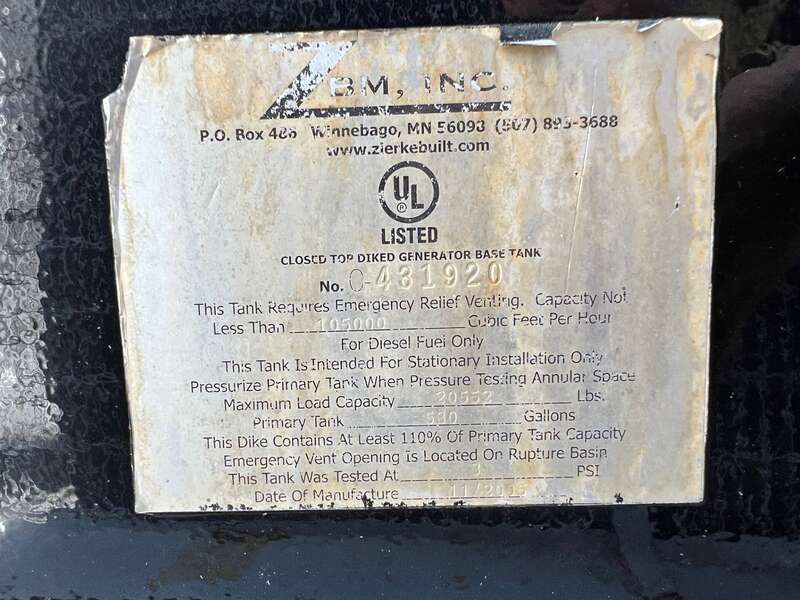 ZBM, INC.
P.O. Box 486 Winnebago, MN 56098 (507) 893-3688
www.zierkebuilt.com
UL
LISTED
CLOSED TOP DIKED GENERATOR BASE TANK
No. C-431920
This Tank Requires Emergency Relief Venting. Capacity Not
Less Than 105000 Cubic Feet Per Hour
For Diesel Fuel Only
This Tank Is Intended For Stationary Installation Only
Pressurize Primary Tank When Pressure Testing Annular Space
Maximum Load Capacity Lbs.
Primary Tank Gallons
This Dike Contains At Least 110% Of Primary Tank Capacity
Emergency Vent Opening is Located On Rupture Basin
This Tank Was Tested At PSI
Date Of Manufacture